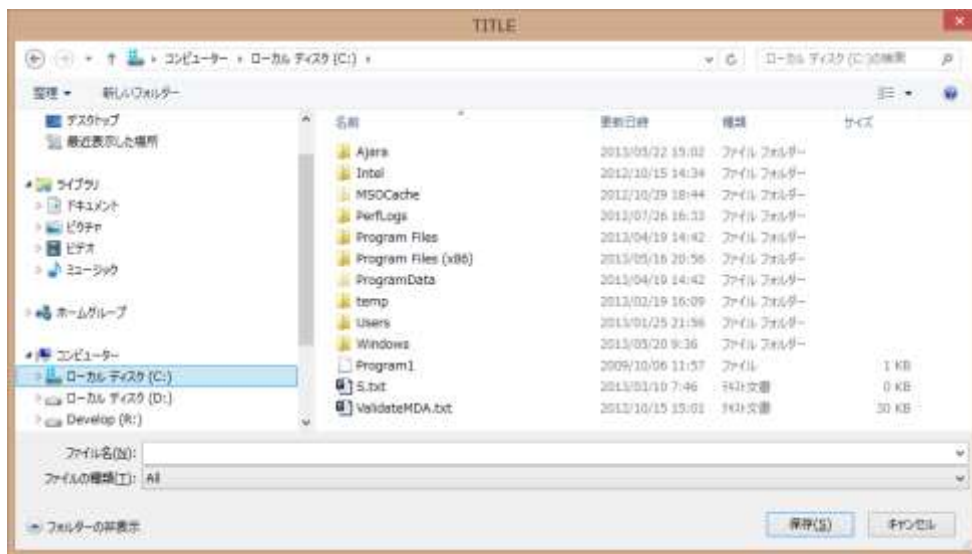 TITLE
コンピューター ローカル ディスク (C:)
ローカル ディスク (C:)の検索
整理 新しいフォルダー
デスクトップ
最近表示した場所
ライブラリ
ドキュメント
ピクチャ
ビデオ
ミュージック
ホームグループ
コンピューター
ローカル ディスク (C:)
ローカル ディスク (D:)
Develop (R:)
名前 更新日時 種類 サイズ
Ajera 2013/05/22 15:02 ファイル フォルダー
Intel 2012/10/15 14:34 ファイル フォルダー
MSOCache 2012/10/29 18:44 ファイル フォルダー
PerfLogs 2012/07/26 16:33 ファイル フォルダー
Program Files 2013/04/19 14:42 ファイル フォルダー
Program Files (x86) 2013/05/16 20:56 ファイル フォルダー
ProgramData 2013/04/19 14:42 ファイル フォルダー
temp 2013/02/19 16:09 ファイル フォルダー
Users 2013/01/25 21:56 ファイル フォルダー
Windows 2013/05/20 9:36 ファイル フォルダー
Program1 2009/10/06 11:57 ファイル 1 KB
S.txt 2013/03/10 7:46 テキスト文書 0 KB
ValidateMDA.txt 2012/10/15 15:01 テキスト文書 30 KB
ファイル名(N):
ファイルの種類(T): All
フォルダーの非表示
保存(S) キャンセル